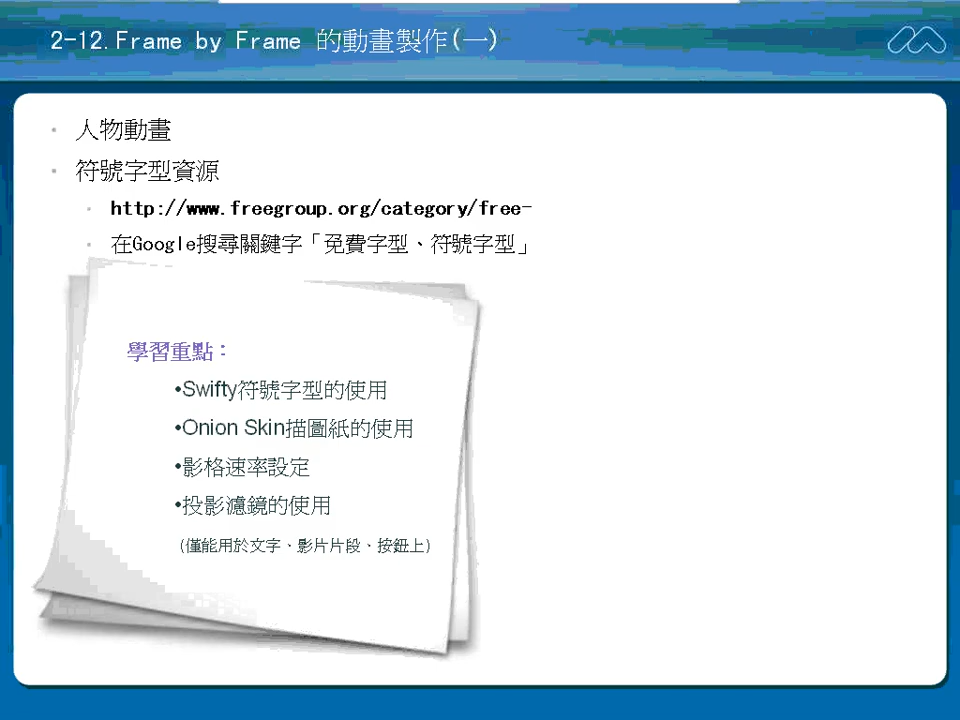 2-12.Frame by Frame 的動畫製作(一)
人物動畫
符號字型資源
http://www.freegroup.org/category/free-
在Google搜尋關鍵字「免費字型、符號字型」
學習重點：
•Swifty符號字型的使用
•Onion Skin描圖紙的使用
•影格速率設定
•投影濾鏡的使用
(僅能用於文字、影片片段、按鈕上)